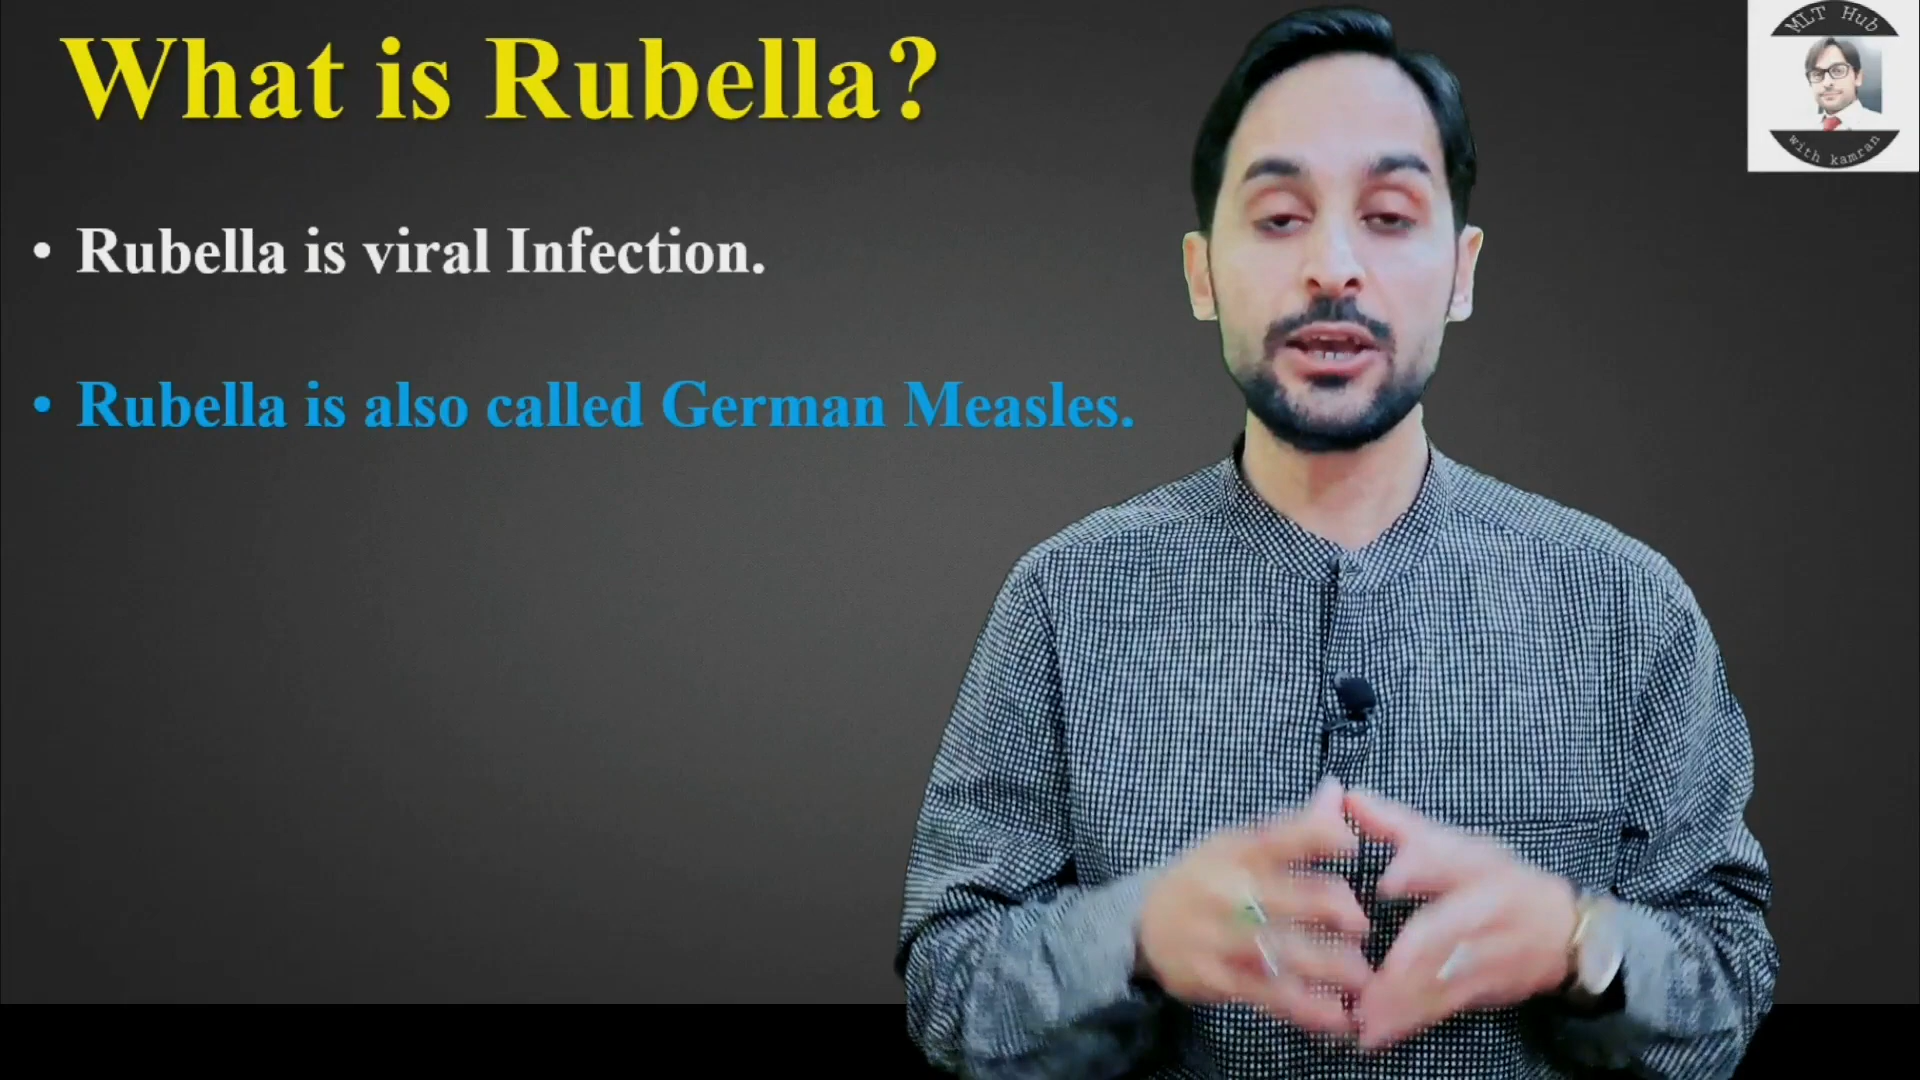 What is Rubella?
MLT Hub
with kamran
• Rubella is viral Infection.
• Rubella is also called German Measles.